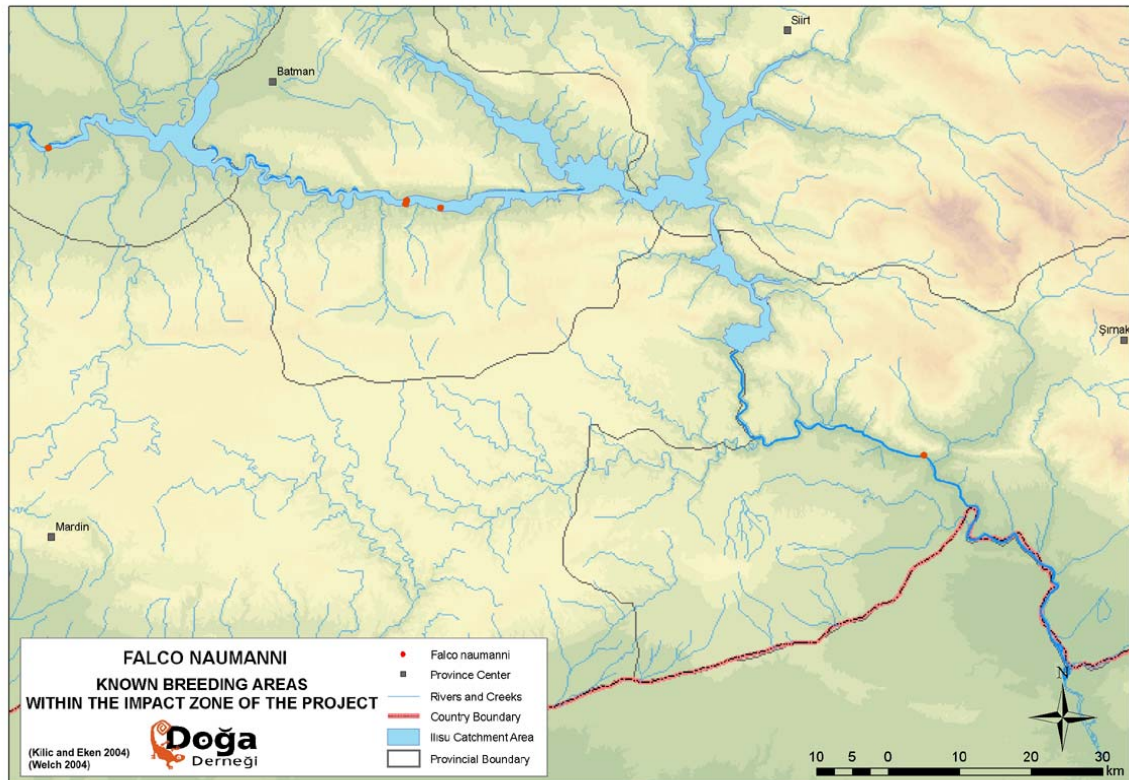 Siirt
Batman
Şırnak
Mardin
FALCO NAUMANNI
KNOWN BREEDING AREAS
WITHIN THE IMPACT ZONE OF THE PROJECT
(Kilic and Eken 2004)
(Welch 2004)
Doğa
Derneği
Falco naumanni
Province Center
Rivers and Creeks
Country Boundary
Ilısu Catchment Area
Provincial Boundary
N
10 5 0 10 20 30
km